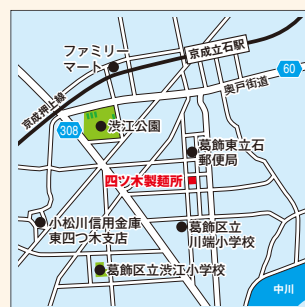 ファミリー
マート
京成立石駅
60
奥戸街道
京成押上線
308
渋江公園
葛飾東立石
郵便局
四ツ木製麺所
小松川信用金庫
東四つ木支店
葛飾区立
川端小学校
葛飾区立渋江小学校
中川